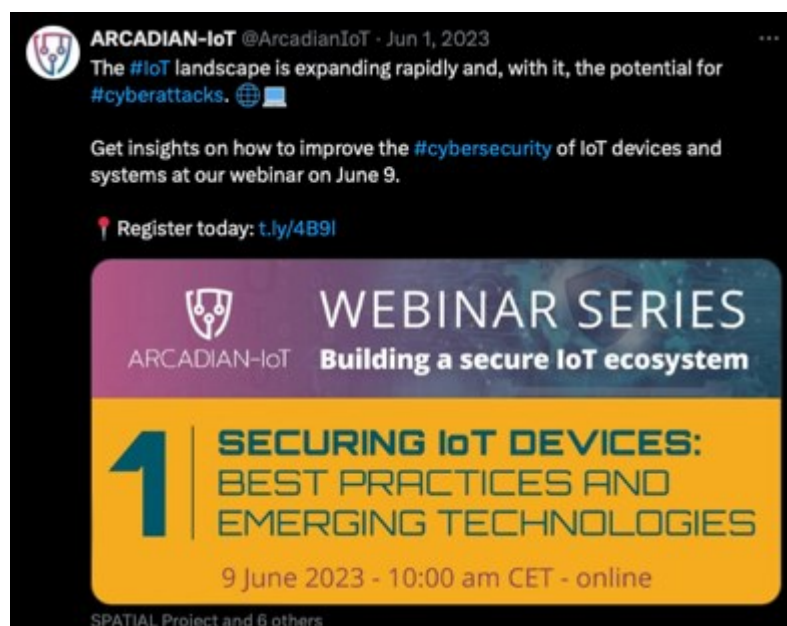 ARCADIAN-IoT @ArcadianIoT · Jun 1, 2023
The #IoT landscape is expanding rapidly and, with it, the potential for
#cyberattacks. 🌐💻
Get insights on how to improve the #cybersecurity of IoT devices and
systems at our webinar on June 9.
📍 Register today: t.ly/4B9l
ARCADIAN-IoT
WEBINAR SERIES
Building a secure IoT ecosystem
1
SECURING IoT DEVICES:
BEST PRACTICES AND
EMERGING TECHNOLOGIES
9 June 2023 - 10:00 am CET - online
SPATIAL Project and 6 others